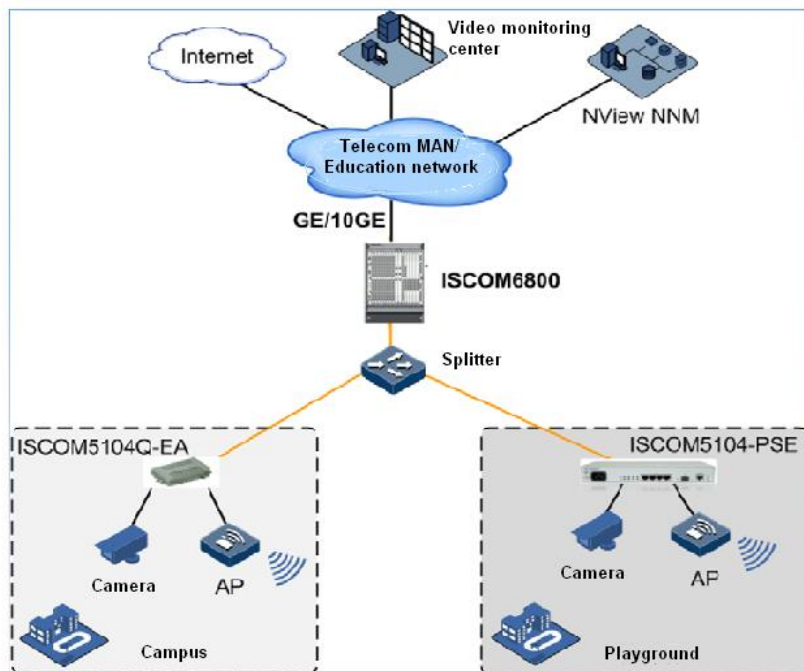 Internet
Video monitoring
center
NView NNM
Telecom MAN/
Education network
GE/10GE
ISCOM6800
Splitter
ISCOM5104Q-EA
ISCOM5104-PSE
Camera
AP
Camera
AP
Campus
Playground